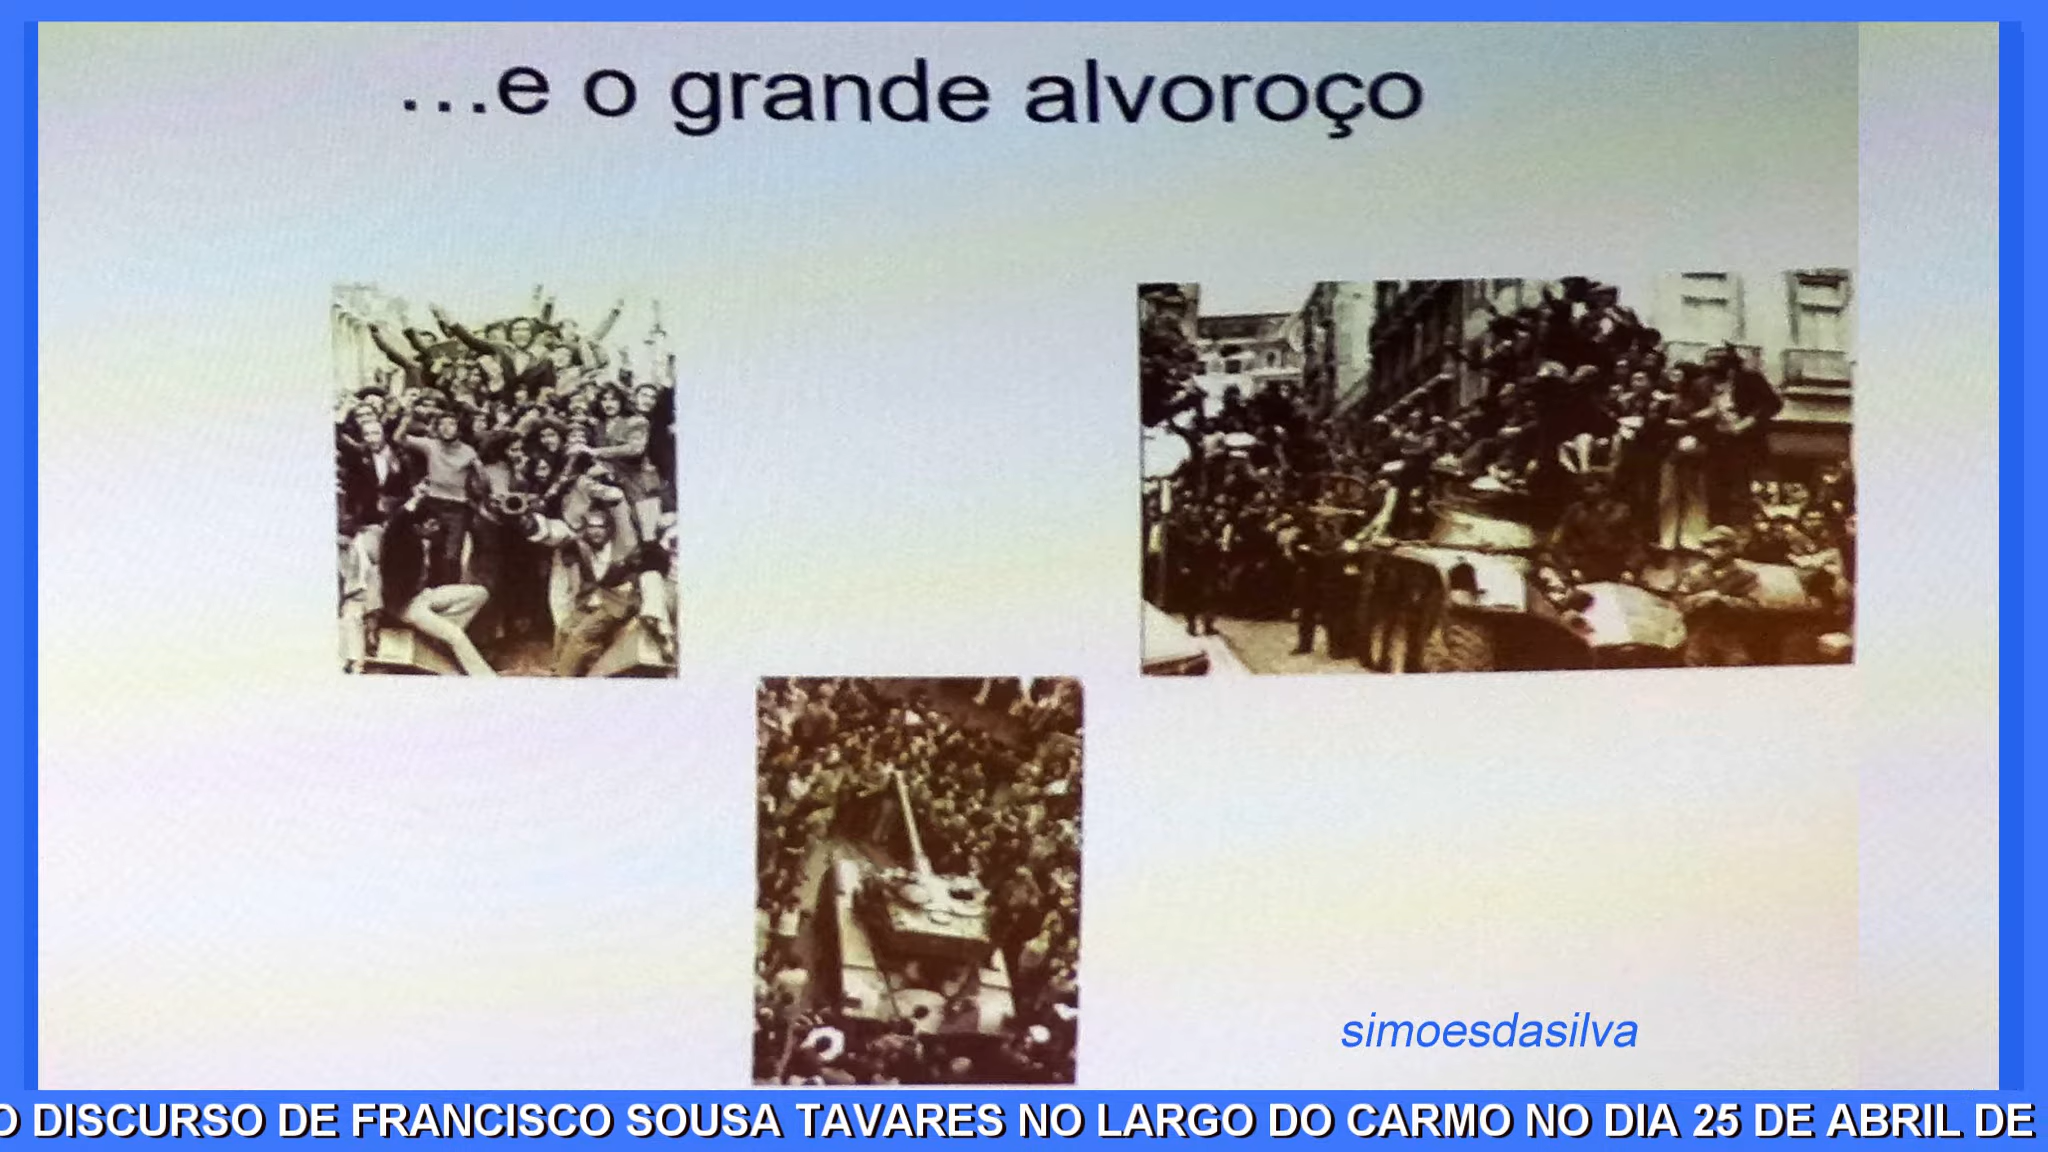 ...e o grande alvoroço
simoesdasilva
O DISCURSO DE FRANCISCO SOUSA TAVARES NO LARGO DO CARMO NO DIA 25 DE ABRIL DE